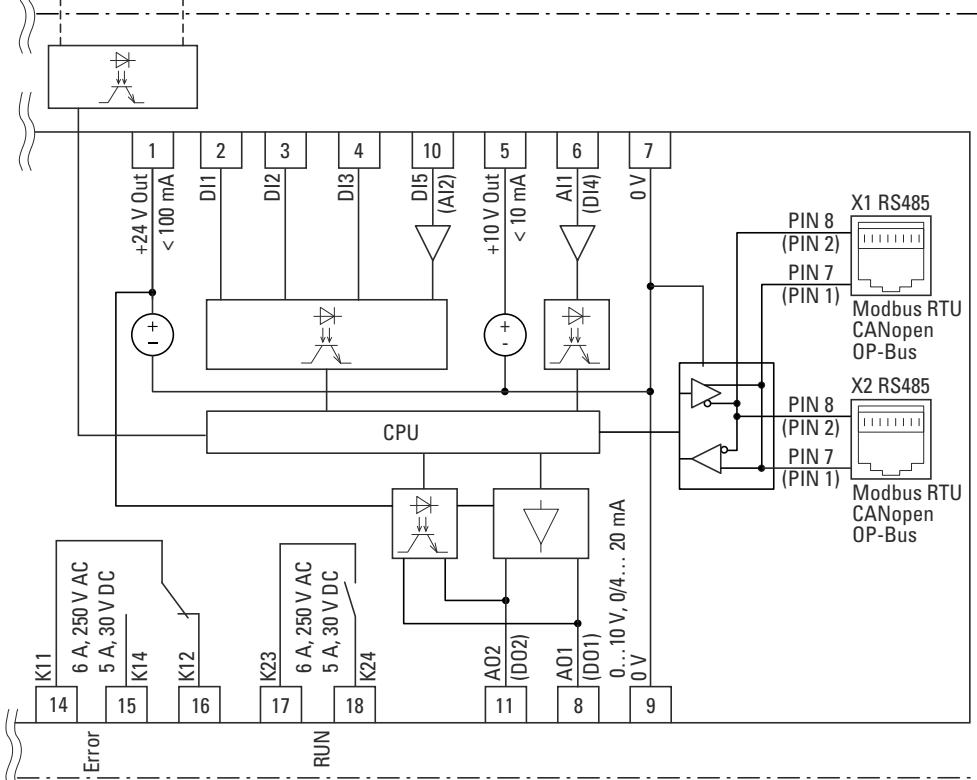 1
2
3
4
10
5
6
7
+24 V Out
< 100 mA
DI1
DI2
DI3
DI5
(AI2)
+10 V Out
< 10 mA
AI1
(DI4)
0 V
X1 RS485
PIN 8
(PIN 2)
PIN 7
(PIN 1)
Modbus RTU
CANopen
OP-Bus
+
−
+
-
CPU
X2 RS485
PIN 8
(PIN 2)
PIN 7
(PIN 1)
Modbus RTU
CANopen
OP-Bus
K11
6 A, 250 V AC
5 A, 30 V DC
K14
K12
K23
6 A, 250 V AC
5 A, 30 V DC
K24
AO2
(DO2)
AO1
(DO1)
0…10 V, 0/4… 20 mA
0 V
14
15
16
17
18
11
8
9
Error
RUN